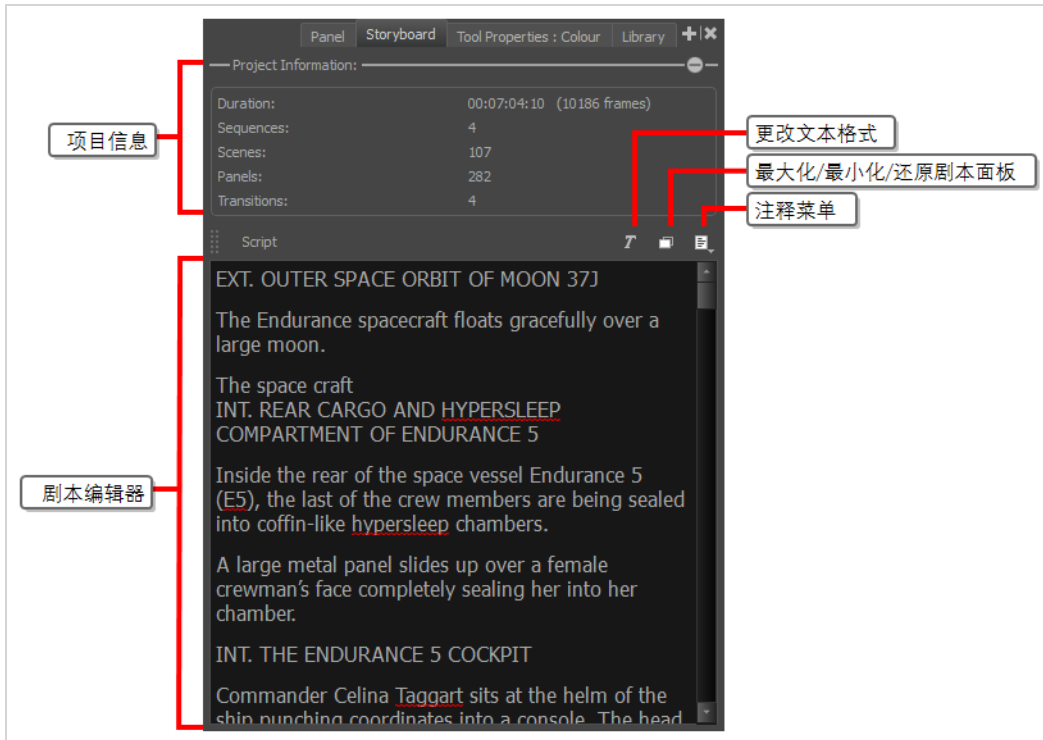 Panel Storyboard Tool Properties : Colour Library
Project Information:
Duration: 00:07:04:10 (10186 frames)
Sequences: 4
Scenes: 107
Panels: 282
Transitions: 4
Script
EXT. OUTER SPACE ORBIT OF MOON 37J
The Endurance spacecraft floats gracefully over a
large moon.
The space craft
INT. REAR CARGO AND HYPERSLEEP
COMPARTMENT OF ENDURANCE 5
Inside the rear of the space vessel Endurance 5
(E5), the last of the crew members are being sealed
into coffin-like hypersleep chambers.
A large metal panel slides up over a female
crewman's face completely sealing her into her
chamber.
INT. THE ENDURANCE 5 COCKPIT
Commander Celina Taggart sits at the helm of the
ship punching coordinates into a console. The head
项目信息
剧本编辑器
更改文本格式
最大化/最小化/还原剧本面板
注释菜单